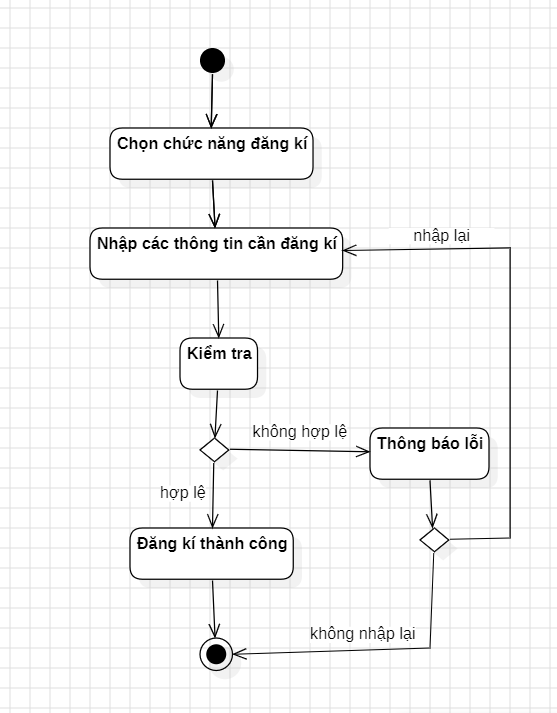 Chọn chức năng đăng kí
nhập lại
Nhập các thông tin cần đăng kí
Kiểm tra
không hợp lệ
Thông báo lỗi
hợp lệ
Đăng kí thành công
không nhập lại